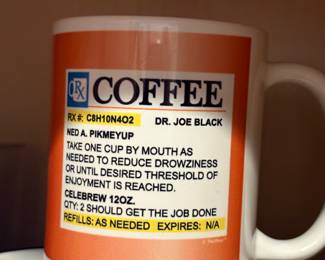 Rx COFFEE
RX #: C8H10N4O2 DR. JOE BLACK
NED A. PIKMEYUP
TAKE ONE CUP BY MOUTH AS
NEEDED TO REDUCE DROWZINESS
OR UNTIL DESIRED THRESHOLD OF
ENJOYMENT IS REACHED.
CELEBREW 12OZ.
QTY: 2 SHOULD GET THE JOB DONE
REFILLS: AS NEEDED EXPIRES: N/A